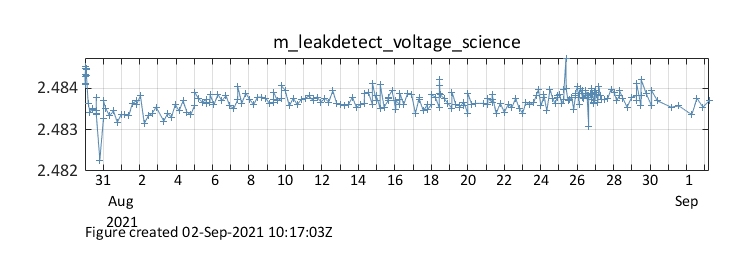 m_leakdetect_voltage_science
2.484
2.483
2.482
31 2 4 6 8 10 12 14 16 18 20 22 24 26 28 30 1
Aug Sep
2021
Figure created 02-Sep-2021 10:17:03Z